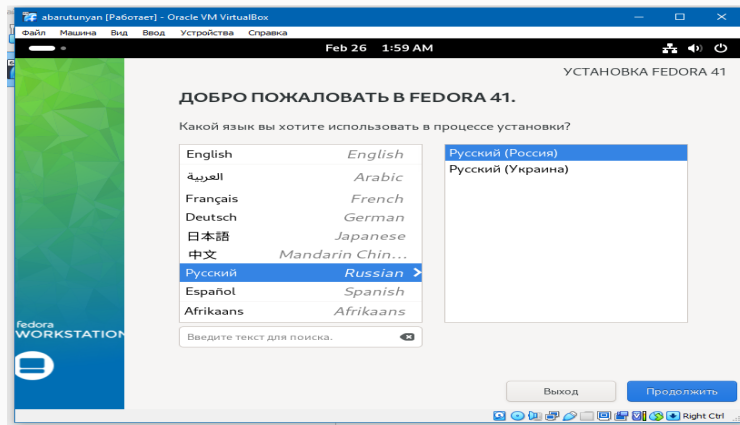 abarutunyan [Работает] - Oracle VM VirtualBox
Файл Машина Вид Ввод Устройства Справка
Feb 26 1:59 AM
УСТАНОВКА FEDORA 41
ДОБРО ПОЖАЛОВАТЬ В FEDORA 41.
Какой язык вы хотите использовать в процессе установки?
English English
العربية Arabic
Français French
Deutsch German
日本語 Japanese
中文 Mandarin Chin...
Русский Russian
Español Spanish
Afrikaans Afrikaans
Русский (Россия)
Русский (Украина)
Введите текст для поиска.
fedora
WORKSTATION
Выход Продолжить
Right Ctrl